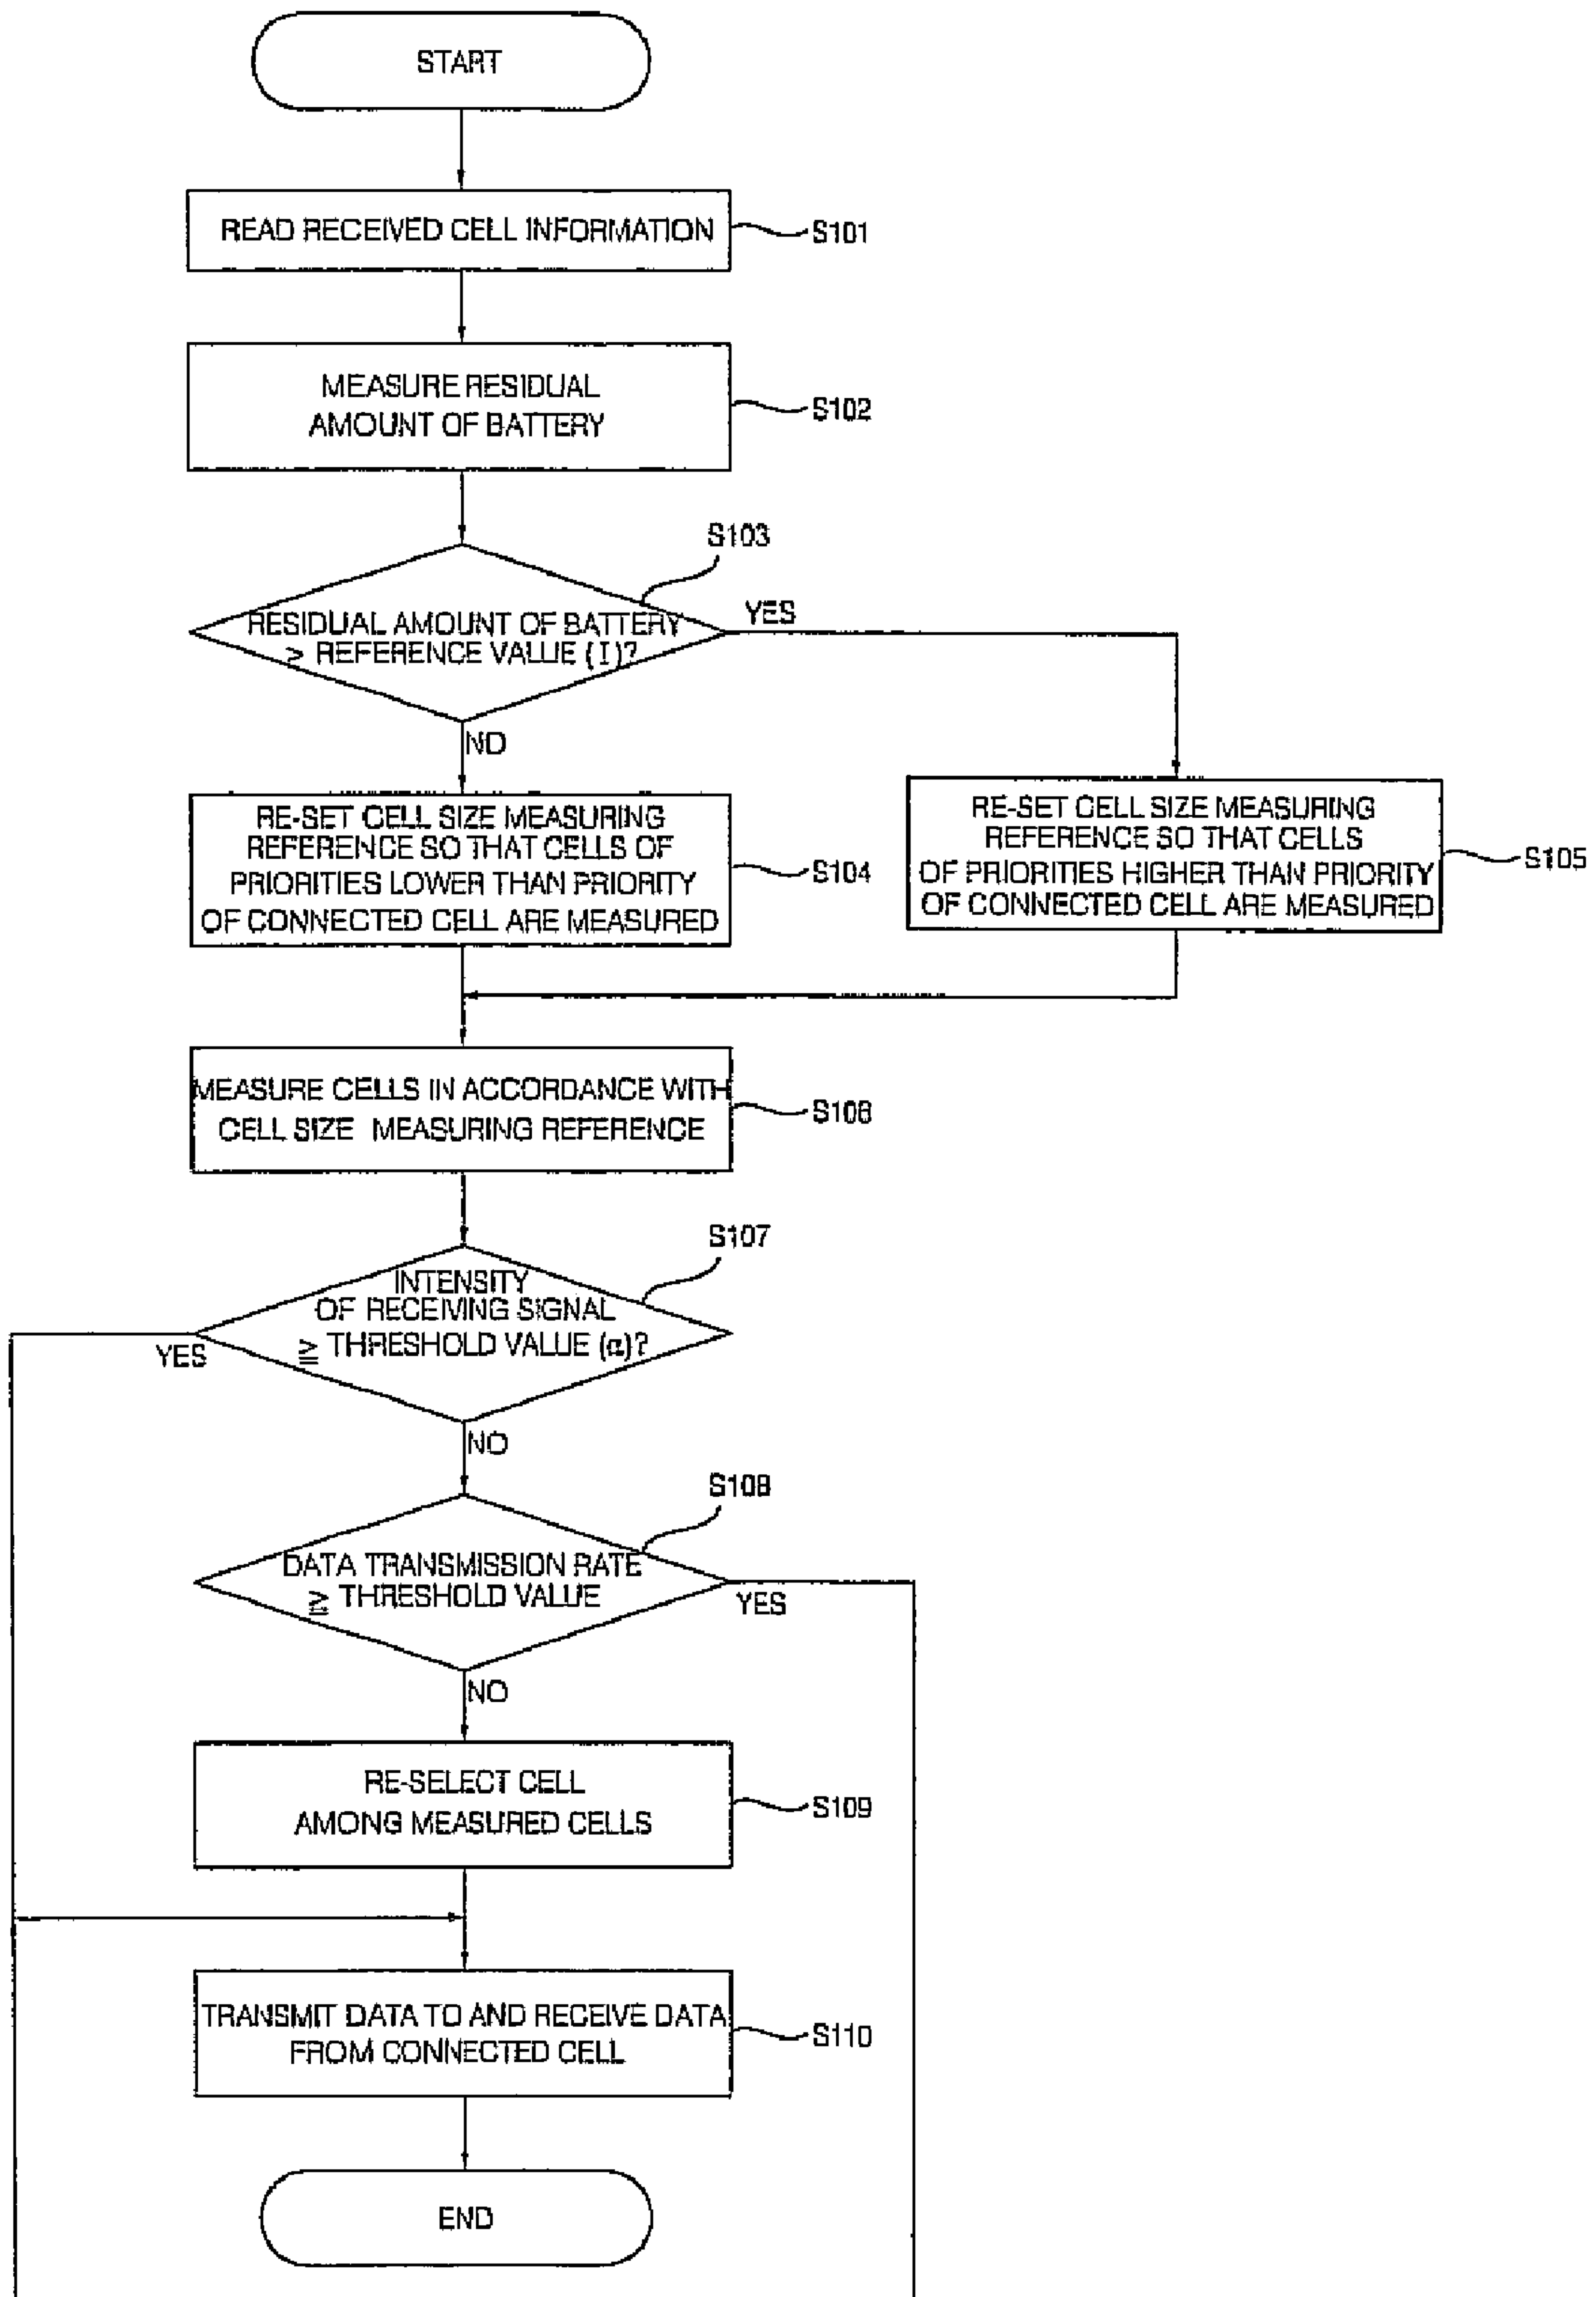 START
READ RECEIVED CELL INFORMATION
S101
MEASURE RESIDUAL
AMOUNT OF BATTERY
S102
S103
RESIDUAL AMOUNT OF BATTERY
> REFERENCE VALUE (I)?
YES
NO
RE-SET CELL SIZE MEASURING
REFERENCE SO THAT CELLS OF
PRIORITIES LOWER THAN PRIORITY
OF CONNECTED CELL ARE MEASURED
S104
RE-SET CELL SIZE MEASURING
REFERENCE SO THAT CELLS
OF PRIORITIES HIGHER THAN PRIORITY
OF CONNECTED CELL ARE MEASURED
S105
MEASURE CELLS IN ACCORDANCE WITH
CELL SIZE MEASURING REFERENCE
S106
S107
INTENSITY
OF RECEIVING SIGNAL
≧ THRESHOLD VALUE (α)?
YES
NO
S108
DATA TRANSMISSION RATE
≧ THRESHOLD VALUE
YES
NO
RE-SELECT CELL
AMONG MEASURED CELLS
S109
TRANSMIT DATA TO AND RECEIVE DATA
FROM CONNECTED CELL
S110
END